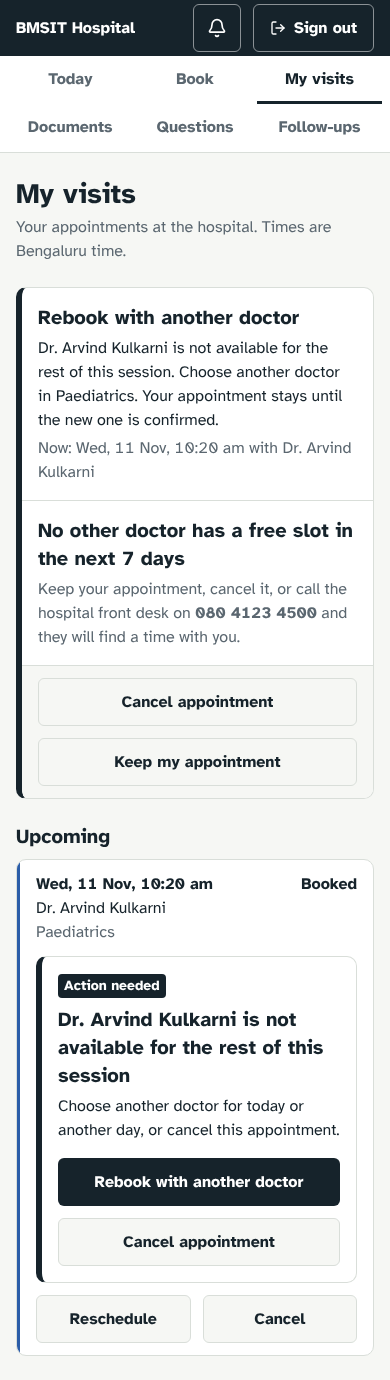 BMSIT Hospital
Sign out
Today
Book
My visits
Documents
Questions
Follow-ups
My visits
Your appointments at the hospital. Times are
Bengaluru time.
Rebook with another doctor
Dr. Arvind Kulkarni is not available for the
rest of this session. Choose another doctor
in Paediatrics. Your appointment stays until
the new one is confirmed.
Now: Wed, 11 Nov, 10:20 am with Dr. Arvind
Kulkarni
No other doctor has a free slot in
the next 7 days
Keep your appointment, cancel it, or call the
hospital front desk on 080 4123 4500 and
they will find a time with you.
Cancel appointment
Keep my appointment
Upcoming
Wed, 11 Nov, 10:20 am
Booked
Dr. Arvind Kulkarni
Paediatrics
Action needed
Dr. Arvind Kulkarni is not
available for the rest of this
session
Choose another doctor for today or
another day, or cancel this appointment.
Rebook with another doctor
Cancel appointment
Reschedule
Cancel